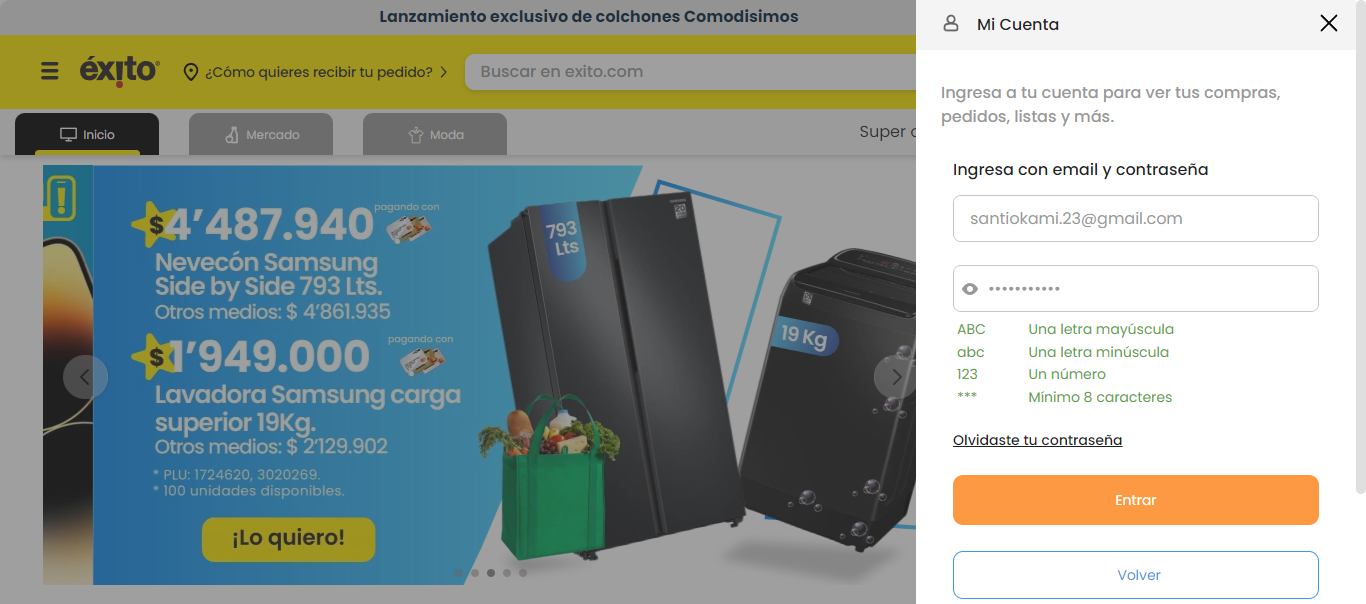 Lanzamiento exclusivo de colchones Comodisimos
Mi Cuenta
éxito
¿Cómo quieres recibir tu pedido?
Buscar en exito.com
Inicio
Mercado
Moda
Super
Ingresa a tu cuenta para ver tus compras,
pedidos, listas y más.
Ingresa con email y contraseña
santiokami.23@gmail.com
•••••••••••
ABC Una letra mayúscula
abc Una letra minúscula
123 Un número
*** Mínimo 8 caracteres
Olvidaste tu contraseña
Entrar
Volver
$4’487.940
pagando con
Nevecón Samsung
Side by Side 793 Lts.
Otros medios: $ 4’861.935
$1’949.000
pagando con
Lavadora Samsung carga
superior 19Kg.
Otros medios: $ 2’129.902
* PLU: 1724620, 3020269.
* 100 unidades disponibles.
¡Lo quiero!
793
Lts
19 Kg